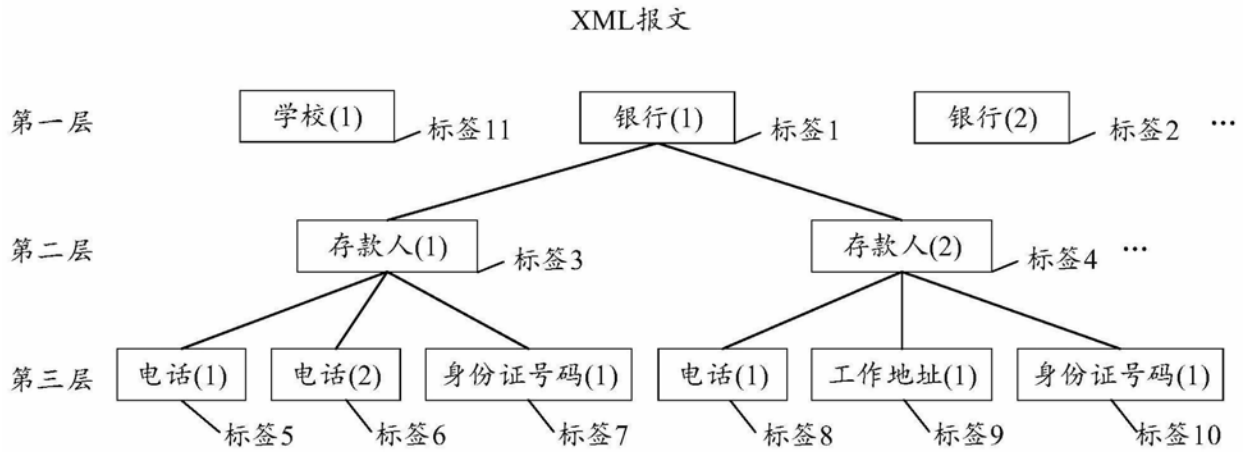 XML报文
第一层 学校(1) 标签11 银行(1) 标签1 银行(2) 标签2 ...
第二层 存款人(1) 标签3 存款人(2) 标签4 ...
第三层 电话(1) 电话(2) 身份证号码(1) 电话(1) 工作地址(1) 身份证号码(1)
标签5 标签6 标签7 标签8 标签9 标签10